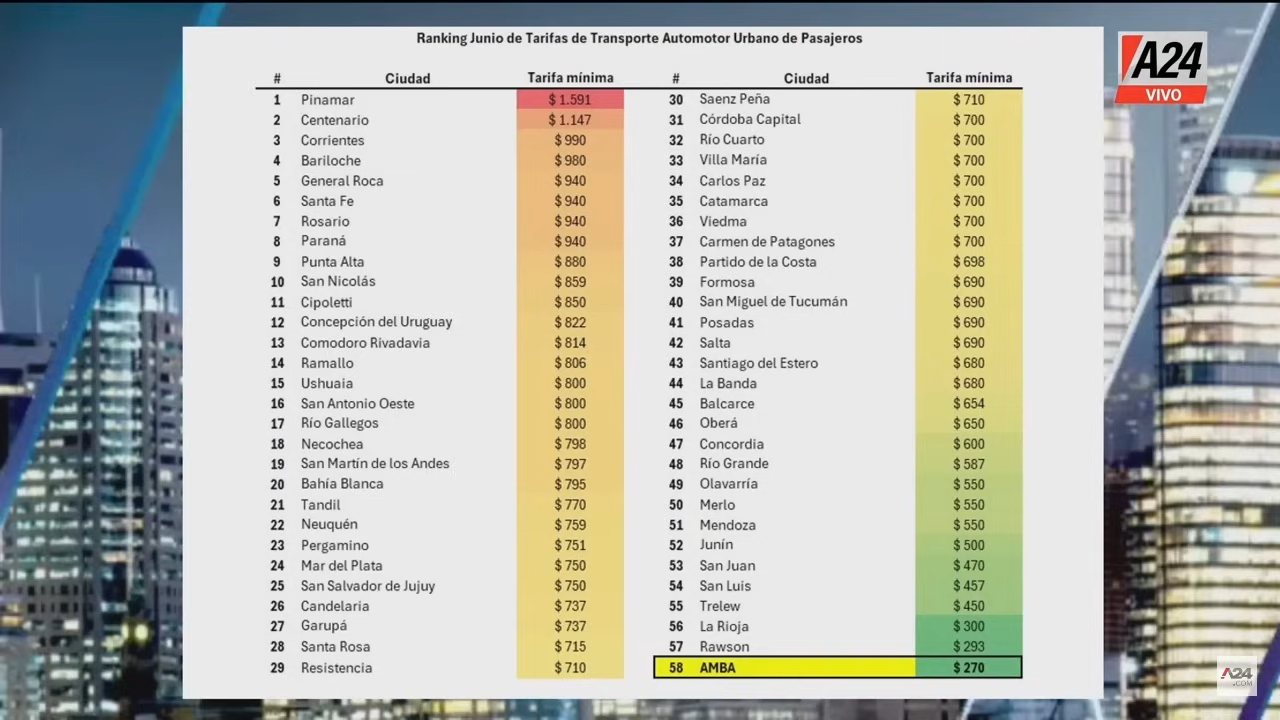 Ranking Junio de Tarifas de Transporte Automotor Urbano de Pasajeros
# Ciudad Tarifa mínima
1 Pinamar $ 1.591
2 Centenario $ 1.147
3 Corrientes $ 990
4 Bariloche $ 980
5 General Roca $ 940
6 Santa Fe $ 940
7 Rosario $ 940
8 Paraná $ 940
9 Punta Alta $ 880
10 San Nicolás $ 859
11 Cipoletti $ 850
12 Concepción del Uruguay $ 822
13 Comodoro Rivadavia $ 814
14 Ramallo $ 806
15 Ushuaia $ 800
16 San Antonio Oeste $ 800
17 Río Gallegos $ 800
18 Necochea $ 798
19 San Martín de los Andes $ 797
20 Bahía Blanca $ 795
21 Tandil $ 770
22 Neuquén $ 759
23 Pergamino $ 751
24 Mar del Plata $ 750
25 San Salvador de Jujuy $ 750
26 Candelaria $ 737
27 Garupá $ 737
28 Santa Rosa $ 715
29 Resistencia $ 710
# Ciudad Tarifa mínima
30 Saenz Peña $ 710
31 Córdoba Capital $ 700
32 Río Cuarto $ 700
33 Villa María $ 700
34 Carlos Paz $ 700
35 Catamarca $ 700
36 Viedma $ 700
37 Carmen de Patagones $ 700
38 Partido de la Costa $ 698
39 Formosa $ 690
40 San Miguel de Tucumán $ 690
41 Posadas $ 690
42 Salta $ 690
43 Santiago del Estero $ 680
44 La Banda $ 680
45 Balcarce $ 654
46 Oberá $ 650
47 Concordia $ 600
48 Río Grande $ 587
49 Olavarría $ 550
50 Merlo $ 550
51 Mendoza $ 550
52 Junín $ 500
53 San Juan $ 470
54 San Luis $ 457
55 Trelew $ 450
56 La Rioja $ 300
57 Rawson $ 293
58 AMBA $ 270
A24
VIVO
A24
.COM